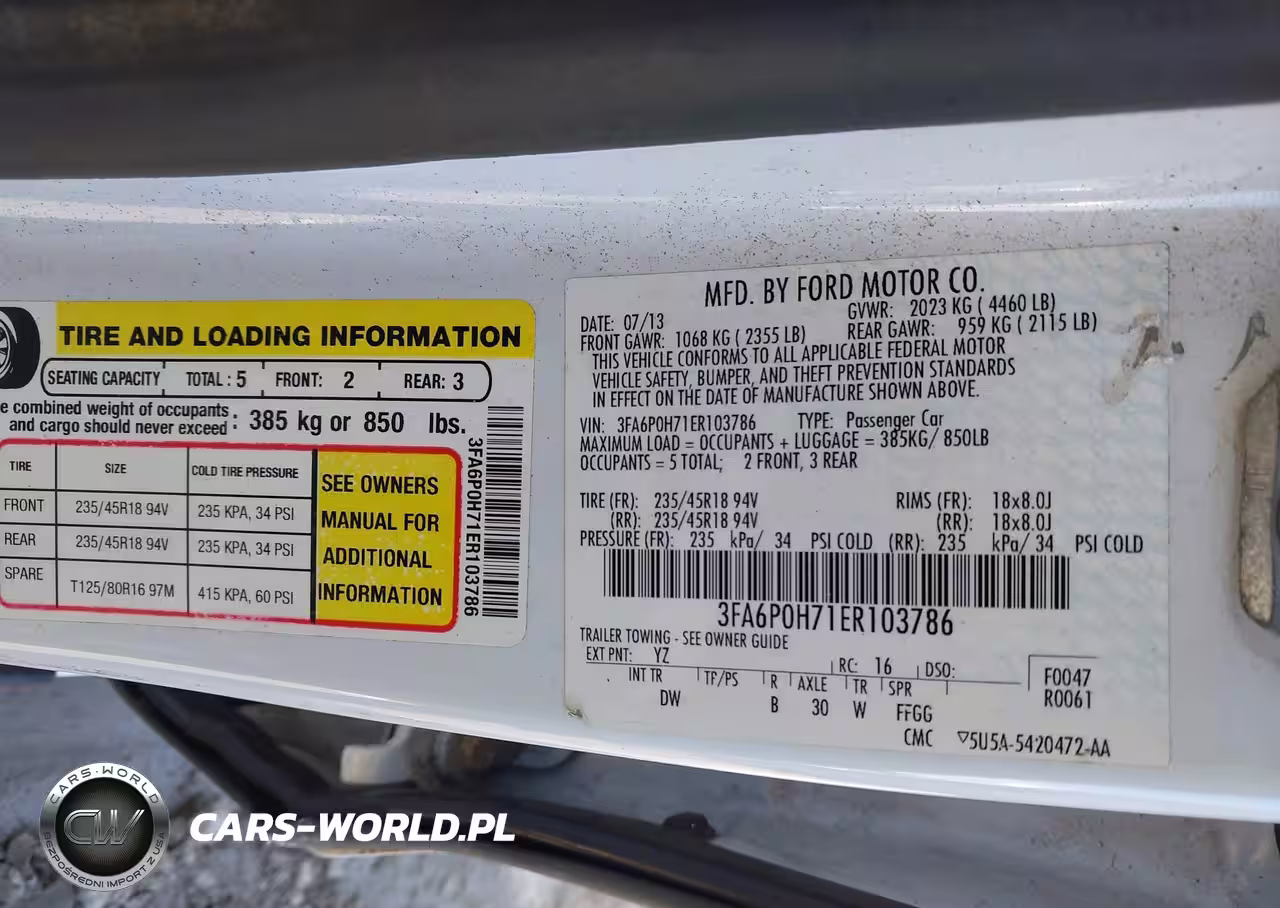 TIRE AND LOADING INFORMATION
SEATING CAPACITY TOTAL : 5 FRONT: 2 REAR: 3
combined weight of occupants
and cargo should never exceed : 385 kg or 850 lbs.
TIRE SIZE COLD TIRE PRESSURE
FRONT 235/45R18 94V 235 KPA, 34 PSI
REAR 235/45R18 94V 235 KPA, 34 PSI
SPARE T125/80R16 97M 415 KPA, 60 PSI
SEE OWNERS
MANUAL FOR
ADDITIONAL
INFORMATION
3FA6P0H71ER103786
MFD. BY FORD MOTOR CO.
DATE: 07/13 GVWR: 2023 KG ( 4460 LB)
FRONT GAWR: 1068 KG ( 2355 LB) REAR GAWR: 959 KG ( 2115 LB)
THIS VEHICLE CONFORMS TO ALL APPLICABLE FEDERAL MOTOR
VEHICLE SAFETY, BUMPER, AND THEFT PREVENTION STANDARDS
IN EFFECT ON THE DATE OF MANUFACTURE SHOWN ABOVE.
VIN: 3FA6P0H71ER103786 TYPE: Passenger Car
MAXIMUM LOAD = OCCUPANTS + LUGGAGE = 385KG/ 850LB
OCCUPANTS = 5 TOTAL; 2 FRONT, 3 REAR
TIRE (FR): 235/45R18 94V RIMS (FR): 18x8.0J
(RR): 235/45R18 94V (RR): 18x8.0J
PRESSURE (FR): 235 kPa/ 34 PSI COLD (RR): 235 kPa/ 34 PSI COLD
3FA6P0H71ER103786
TRAILER TOWING - SEE OWNER GUIDE
EXT PNT: YZ RC: 16 DSO: F0047
INT TR TF/PS R AXLE TR SPR R0061
DW B 30 W FFGG
CMC ▽5U5A-5420472-AA
CARS-WORLD
CW
BEZPOŚREDNI IMPORT Z USA
CARS-WORLD.PL